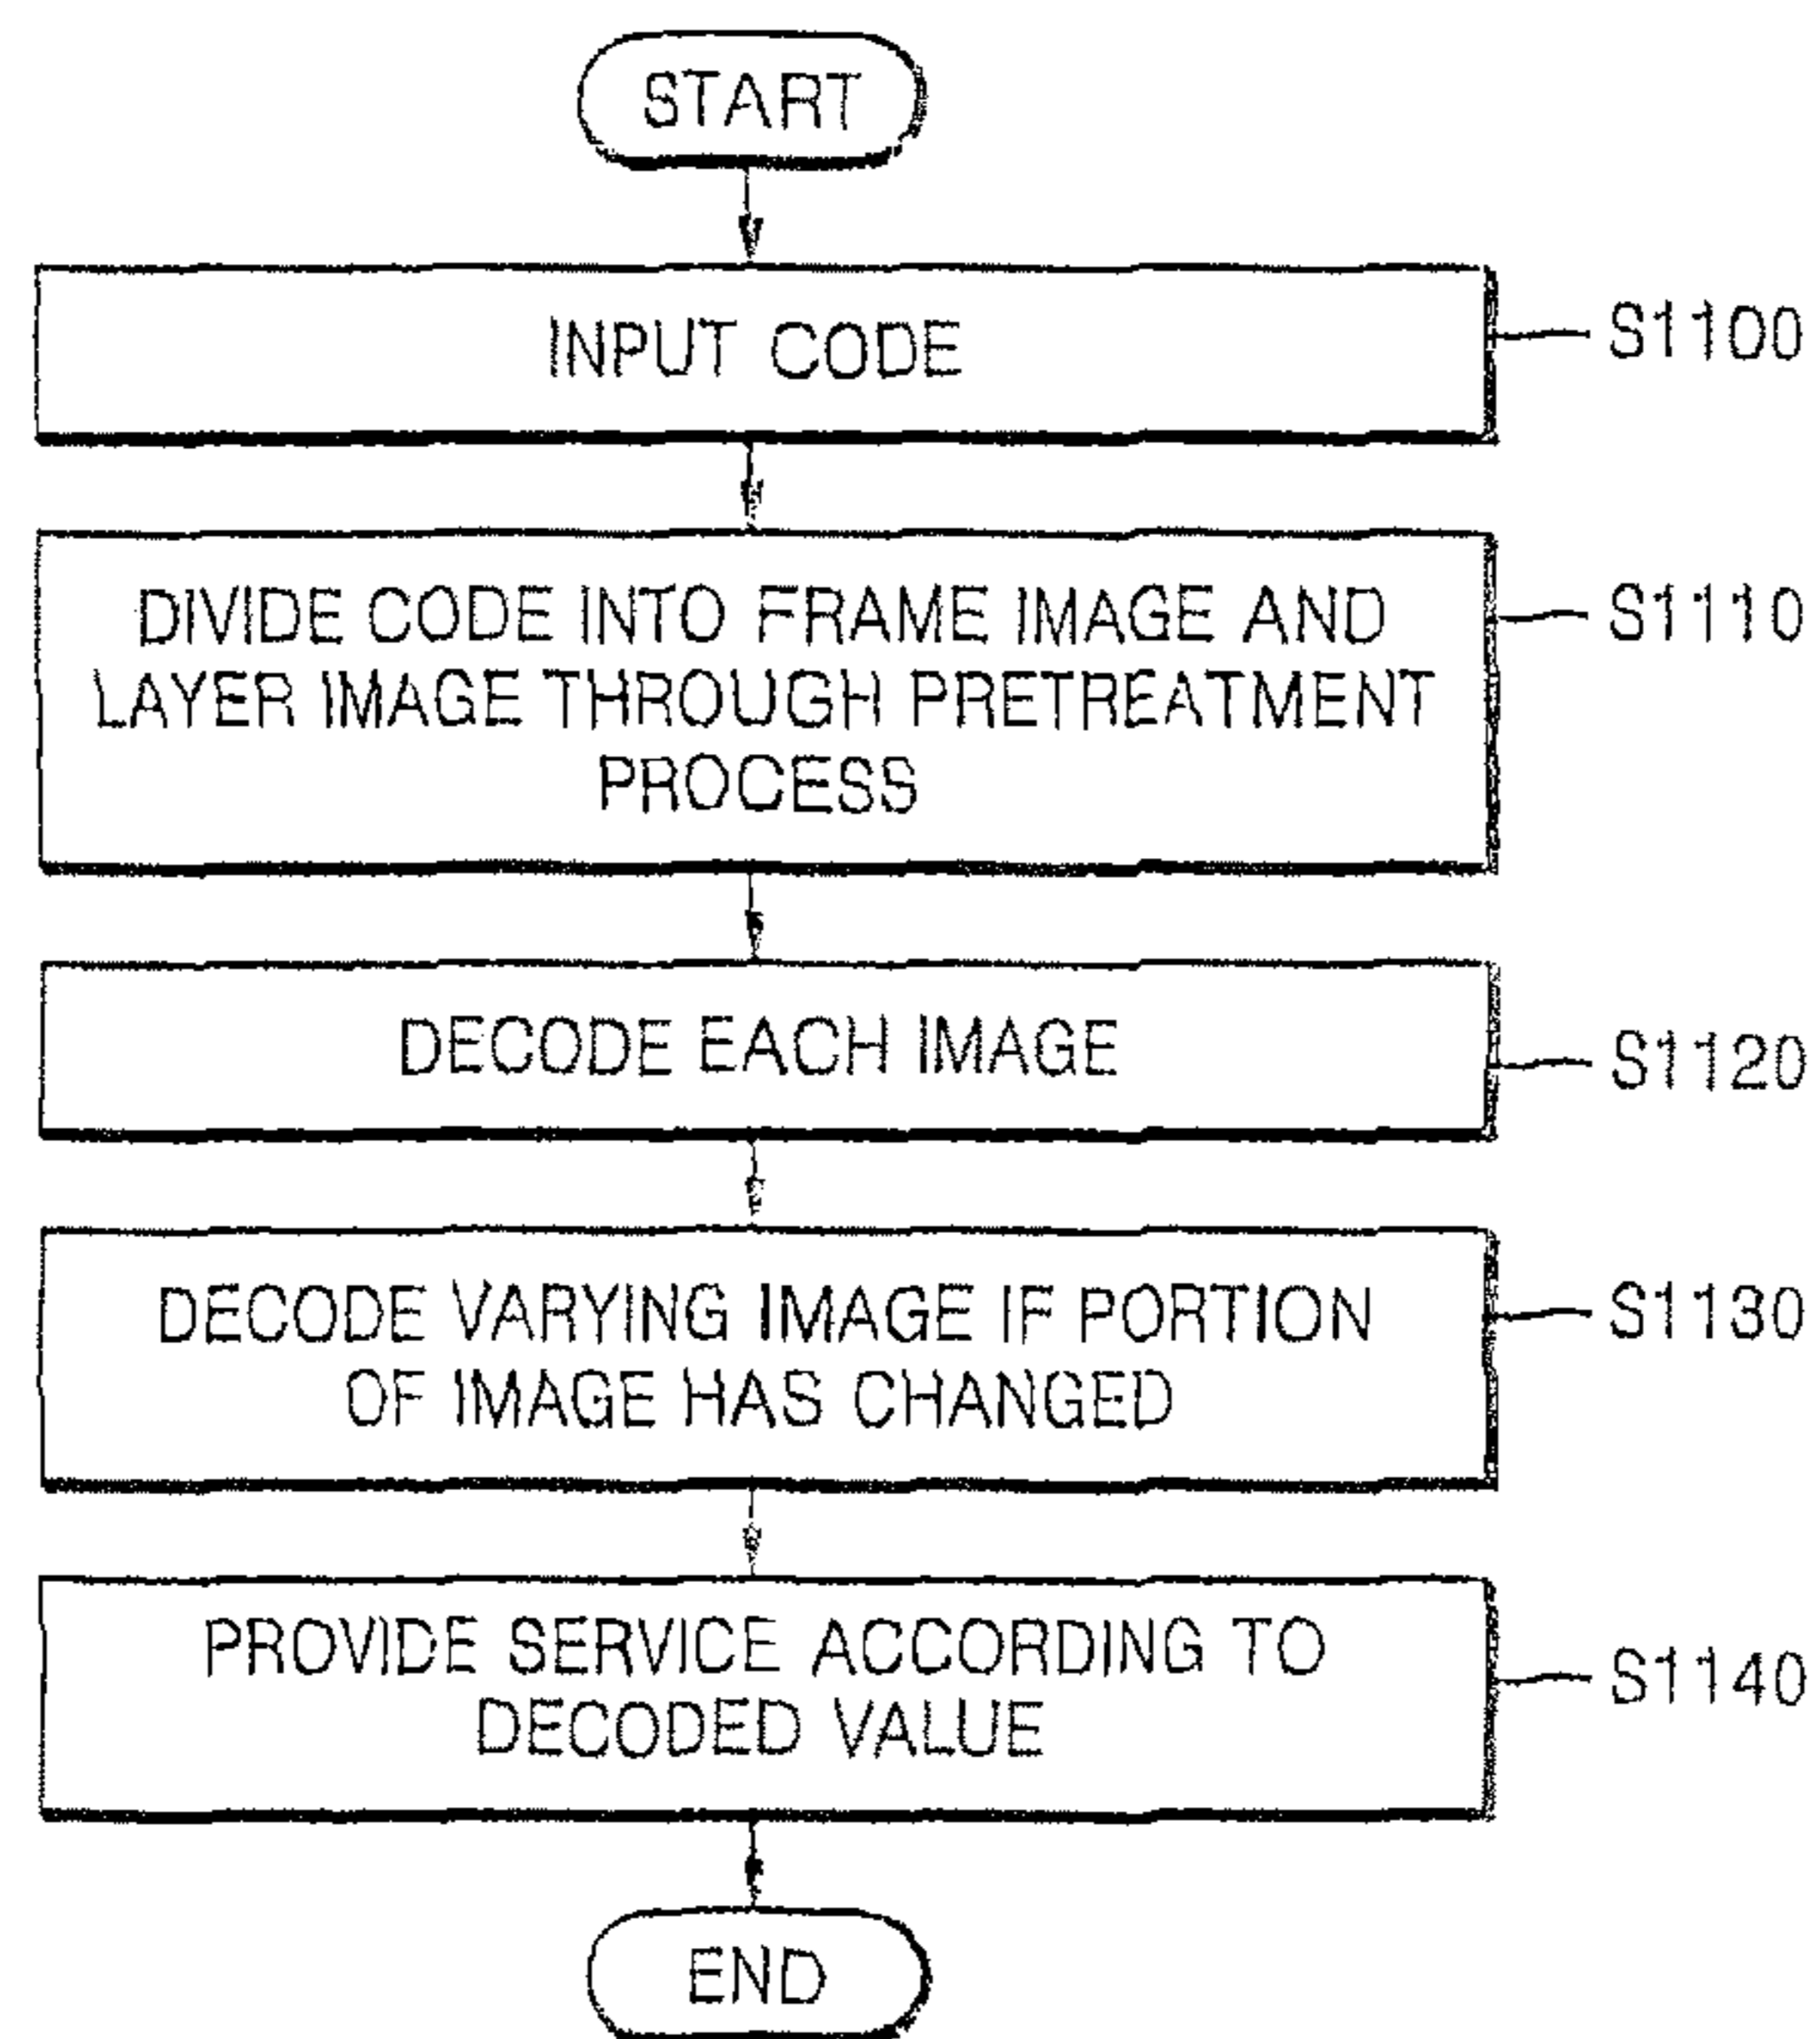 START
INPUT CODE
S1100
DIVIDE CODE INTO FRAME IMAGE AND
LAYER IMAGE THROUGH PRETREATMENT
PROCESS
S1110
DECODE EACH IMAGE
S1120
DECODE VARYING IMAGE IF PORTION
OF IMAGE HAS CHANGED
S1130
PROVIDE SERVICE ACCORDING TO
DECODED VALUE
S1140
END